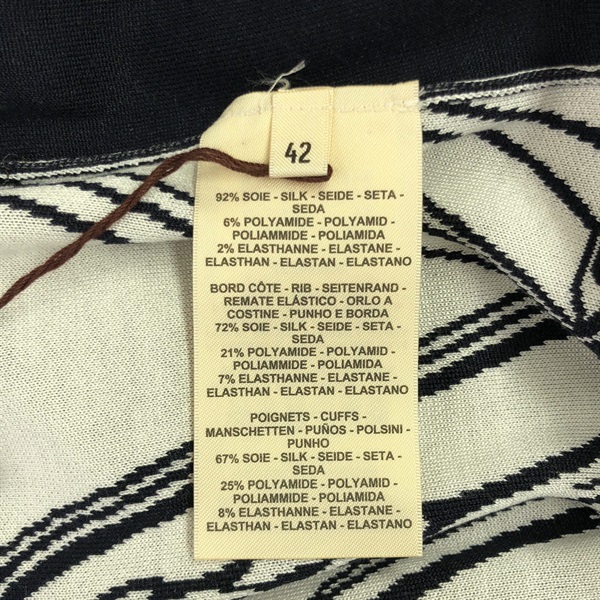 42
92% SOIE - SILK - SEIDE - SETA -
SEDA
6% POLYAMIDE - POLYAMID -
POLIAMMIDE - POLIAMIDA
2% ELASTHANNE - ELASTANE -
ELASTHAN - ELASTAN - ELASTANO
BORD CÔTE - RIB - SEITENRAND -
REMATE ELÁSTICO - ORLO A
COSTINE - PUNHO E BORDA
72% SOIE - SILK - SEIDE - SETA -
SEDA
21% POLYAMIDE - POLYAMID -
POLIAMMIDE - POLIAMIDA
7% ELASTHANNE - ELASTANE -
ELASTHAN - ELASTAN - ELASTANO
POIGNETS - CUFFS -
MANSCHETTEN - PUÑOS - POLSINI -
PUNHO
67% SOIE - SILK - SEIDE - SETA -
SEDA
25% POLYAMIDE - POLYAMID -
POLIAMMIDE - POLIAMIDA
8% ELASTHANNE - ELASTANE -
ELASTHAN - ELASTAN - ELASTANO